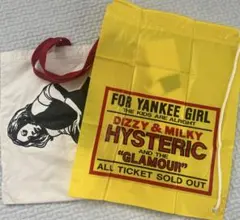 FOR YANKEE GIRL
THE KIDS ARE ALRIGHT
DIZZY & MILKY
HYSTERIC
AND THE
"GLAMOUR"
ALL TICKET SOLD OUT